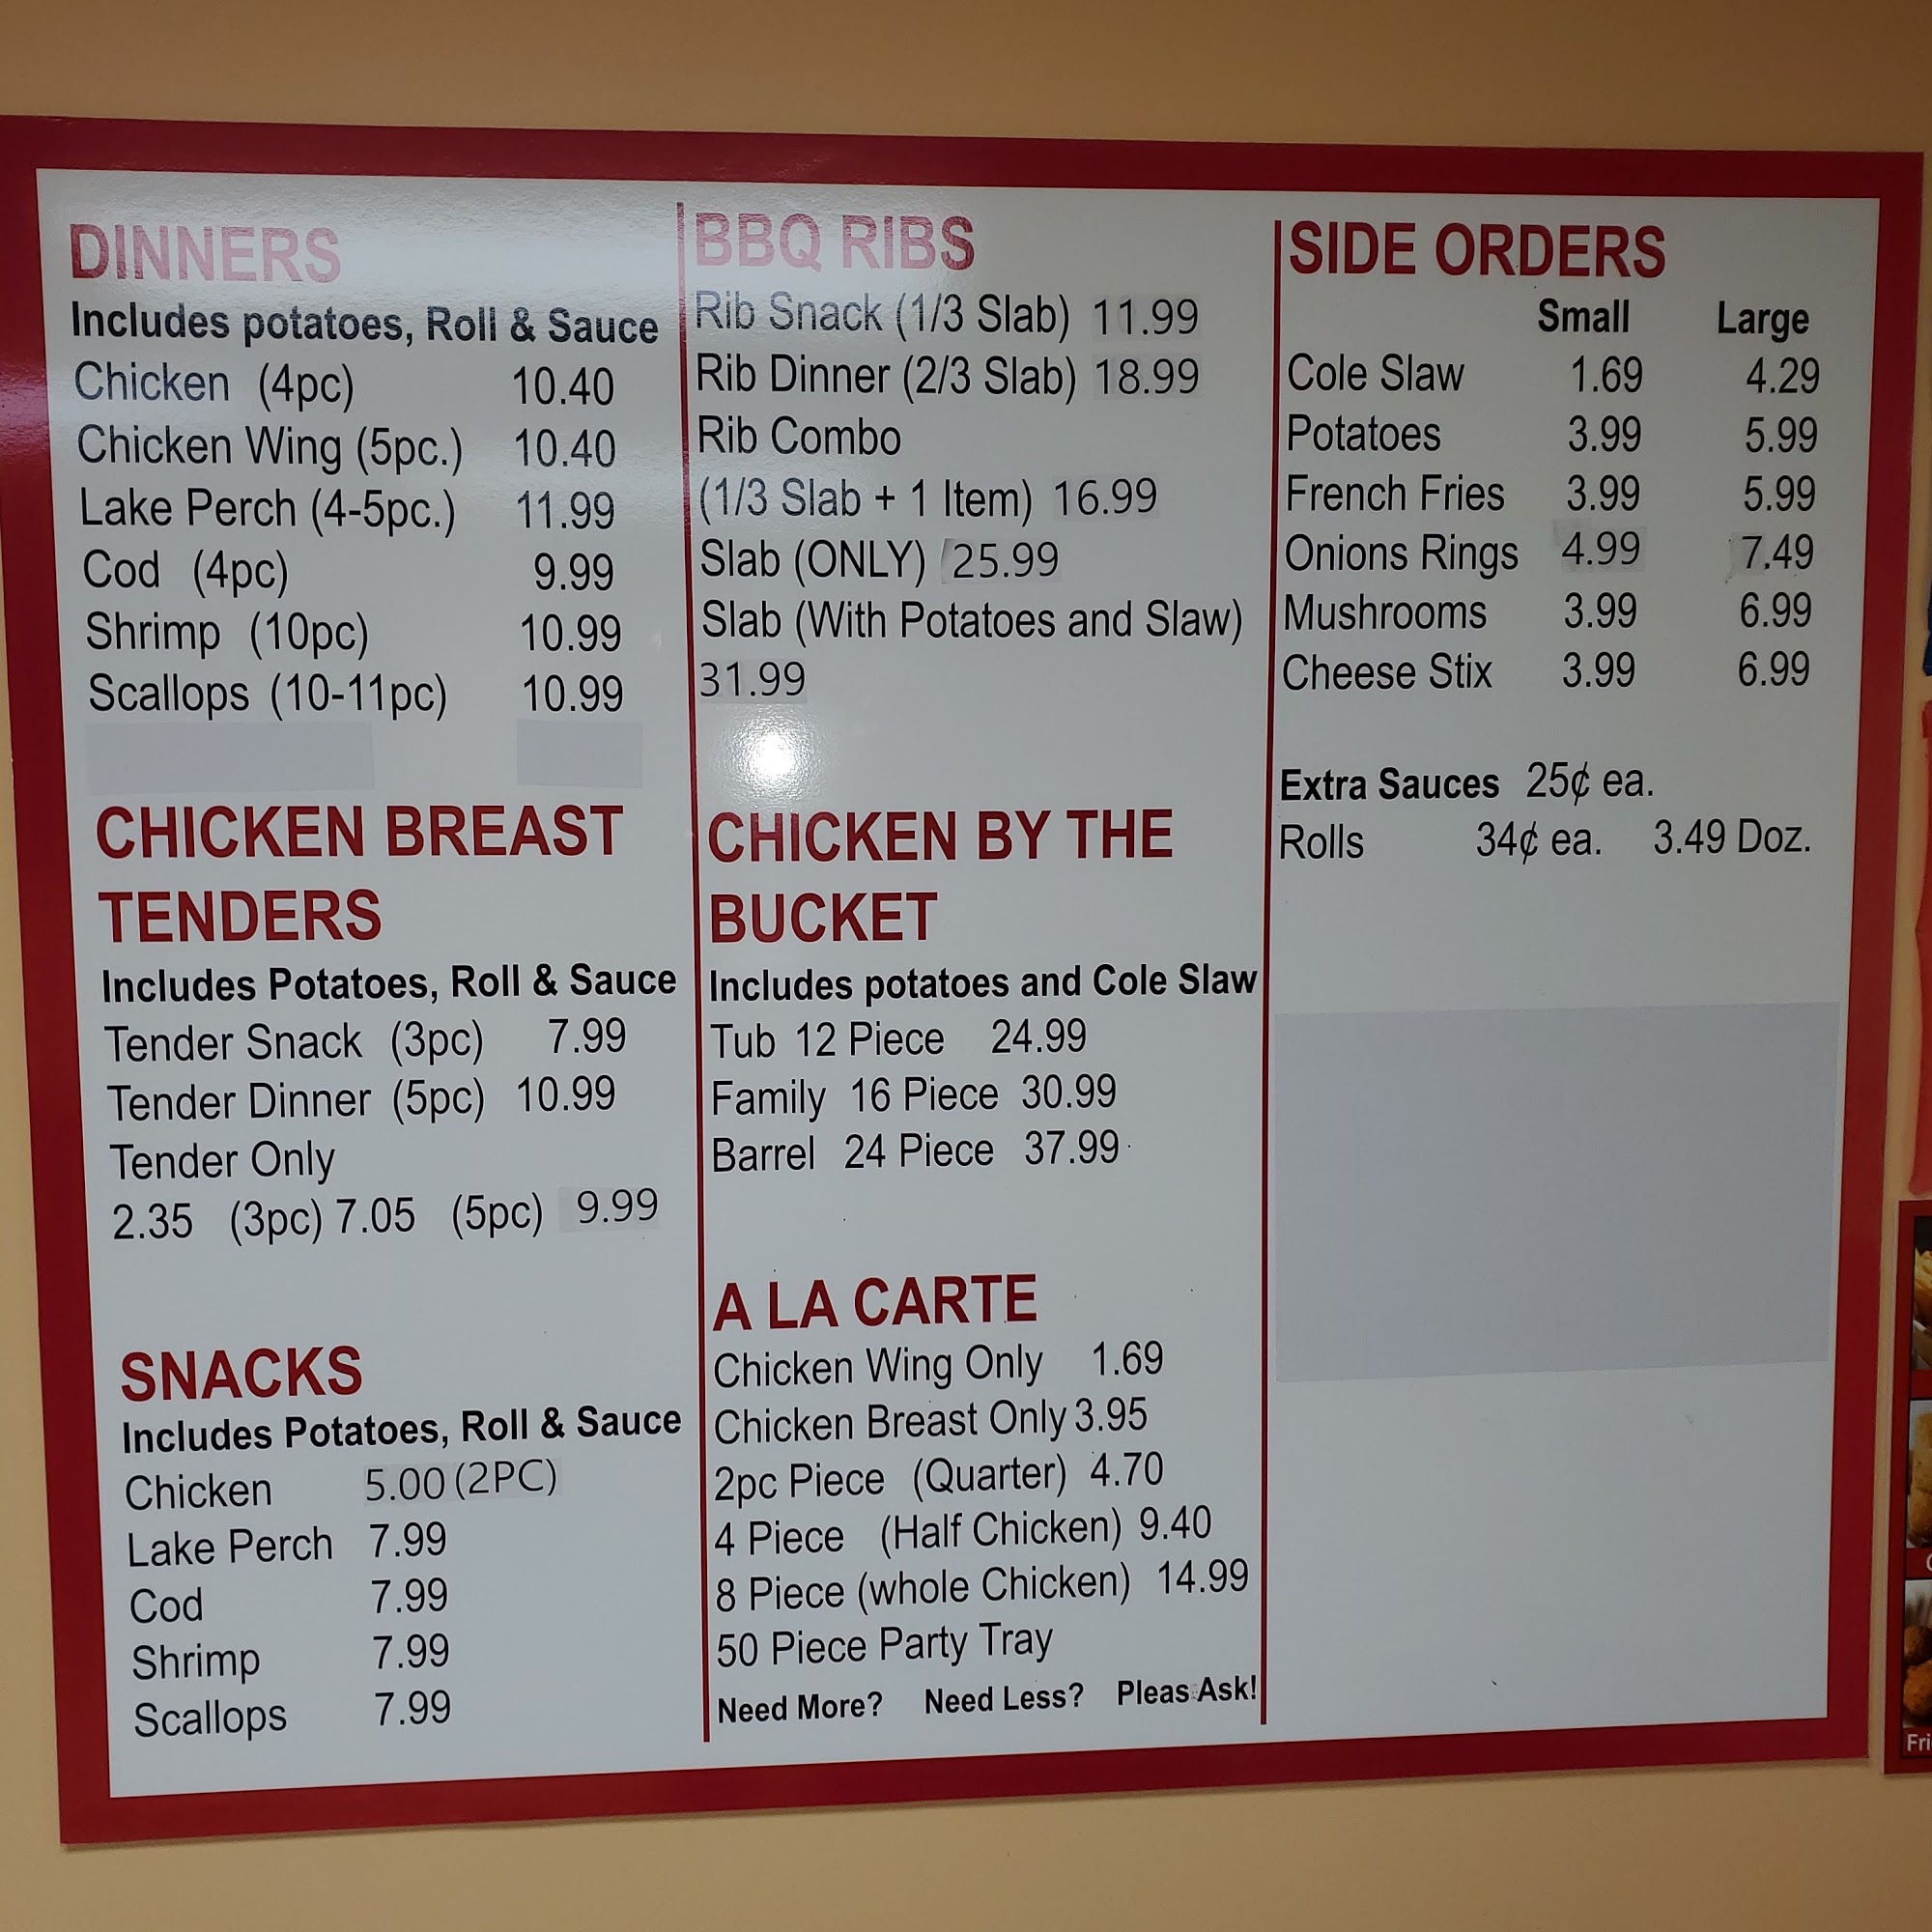 DINNERS
Includes potatoes, Roll & Sauce
Chicken (4pc) 10.40
Chicken Wing (5pc.) 10.40
Lake Perch (4-5pc.) 11.99
Cod (4pc) 9.99
Shrimp (10pc) 10.99
Scallops (10-11pc) 10.99
CHICKEN BREAST
TENDERS
Includes Potatoes, Roll & Sauce
Tender Snack (3pc) 7.99
Tender Dinner (5pc) 10.99
Tender Only
2.35 (3pc) 7.05 (5pc) 9.99
SNACKS
Includes Potatoes, Roll & Sauce
Chicken 5.00 (2PC)
Lake Perch 7.99
Cod 7.99
Shrimp 7.99
Scallops 7.99
BBQ RIBS
Rib Snack (1/3 Slab) 11.99
Rib Dinner (2/3 Slab) 18.99
Rib Combo
(1/3 Slab + 1 Item) 16.99
Slab (ONLY) 25.99
Slab (With Potatoes and Slaw)
31.99
CHICKEN BY THE
BUCKET
Includes potatoes and Cole Slaw
Tub 12 Piece 24.99
Family 16 Piece 30.99
Barrel 24 Piece 37.99
A LA CARTE
Chicken Wing Only 1.69
Chicken Breast Only 3.95
2pc Piece (Quarter) 4.70
4 Piece (Half Chicken) 9.40
8 Piece (whole Chicken) 14.99
50 Piece Party Tray
Need More? Need Less? Pleas Ask!
SIDE ORDERS
Small Large
Cole Slaw 1.69 4.29
Potatoes 3.99 5.99
French Fries 3.99 5.99
Onions Rings 4.99 7.49
Mushrooms 3.99 6.99
Cheese Stix 3.99 6.99
Extra Sauces 25¢ ea.
Rolls 34¢ ea. 3.49 Doz.
Fri